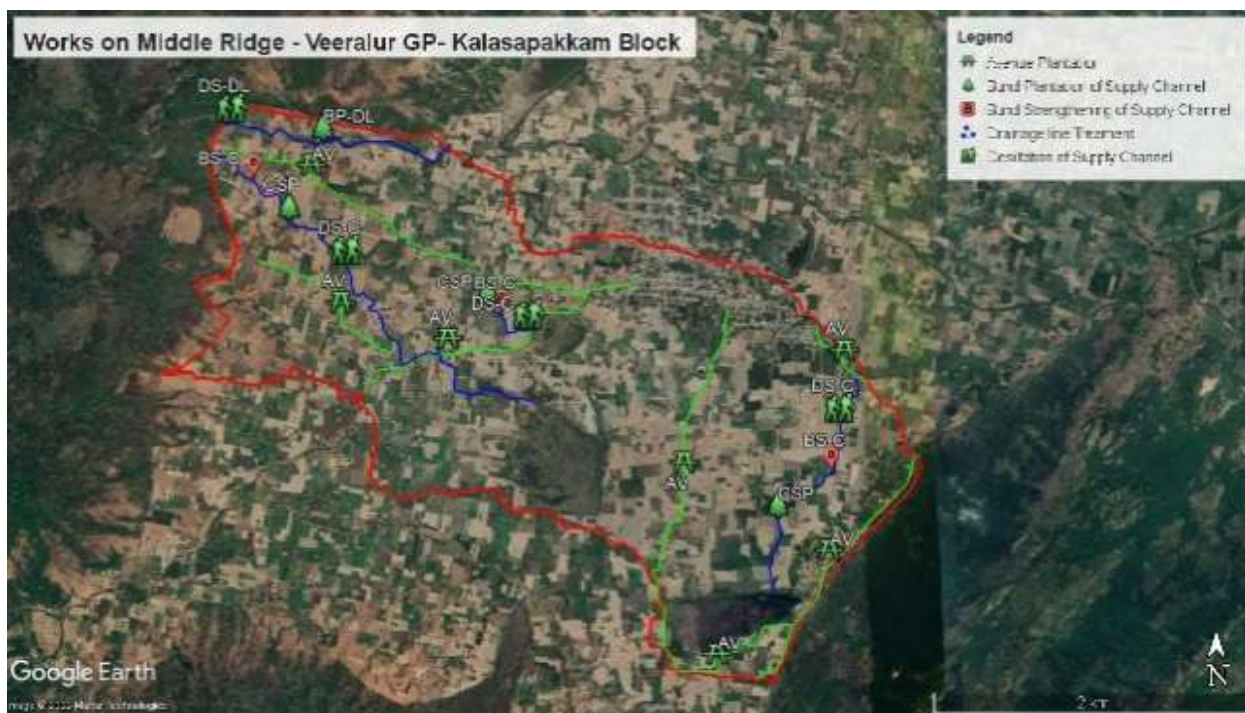 Works on Middle Ridge - Veeralur GP- Kalasapakkam Block
Legend
Avenue Plantation
Bund Plantation of Supply Channel
Bund Strengthening of Supply Channel
Drainage line Treatment
Desiltation of Supply Channel
DS-DL
BP-DL
AV
BS-C
CSP
DS-C
AV
CSP
BS-C
DS-C
AV
AV
DS-C
BS-C
AV
CSP
AV
AV
Google Earth
N
2 km